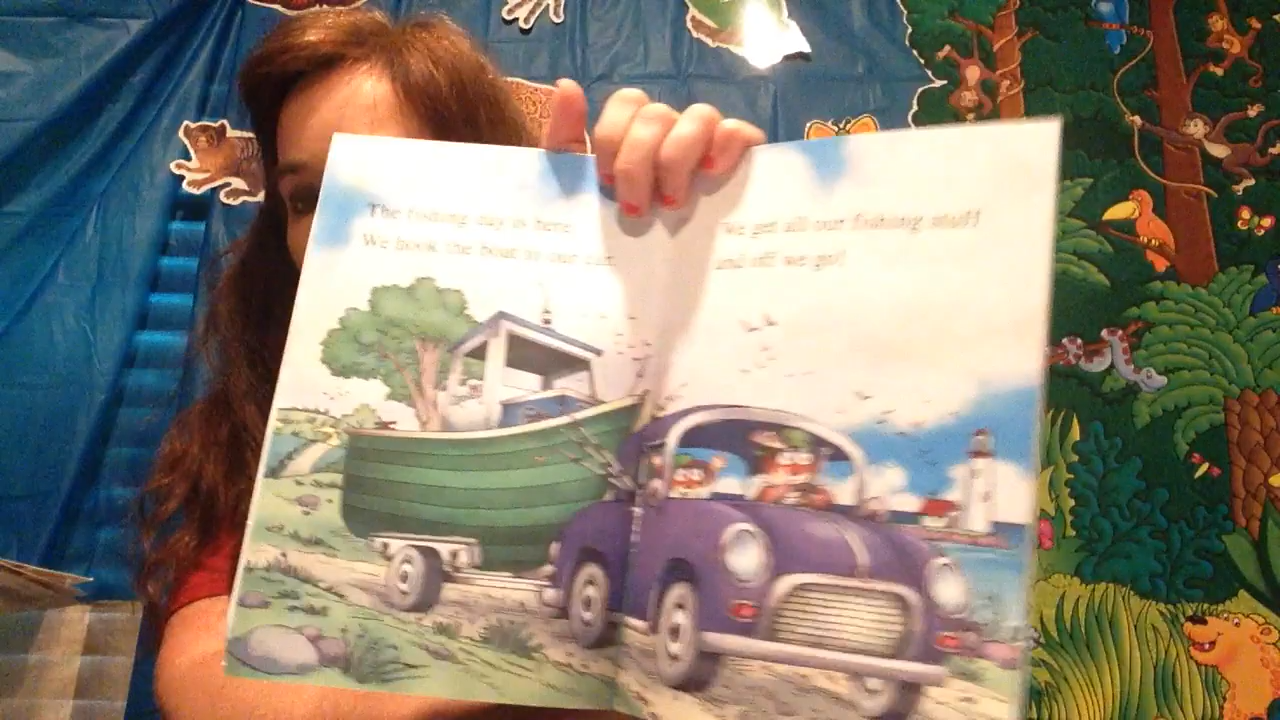 The fishing day is here.
We hook the boat to our car.
We get all our fishing stuff
and off we go!